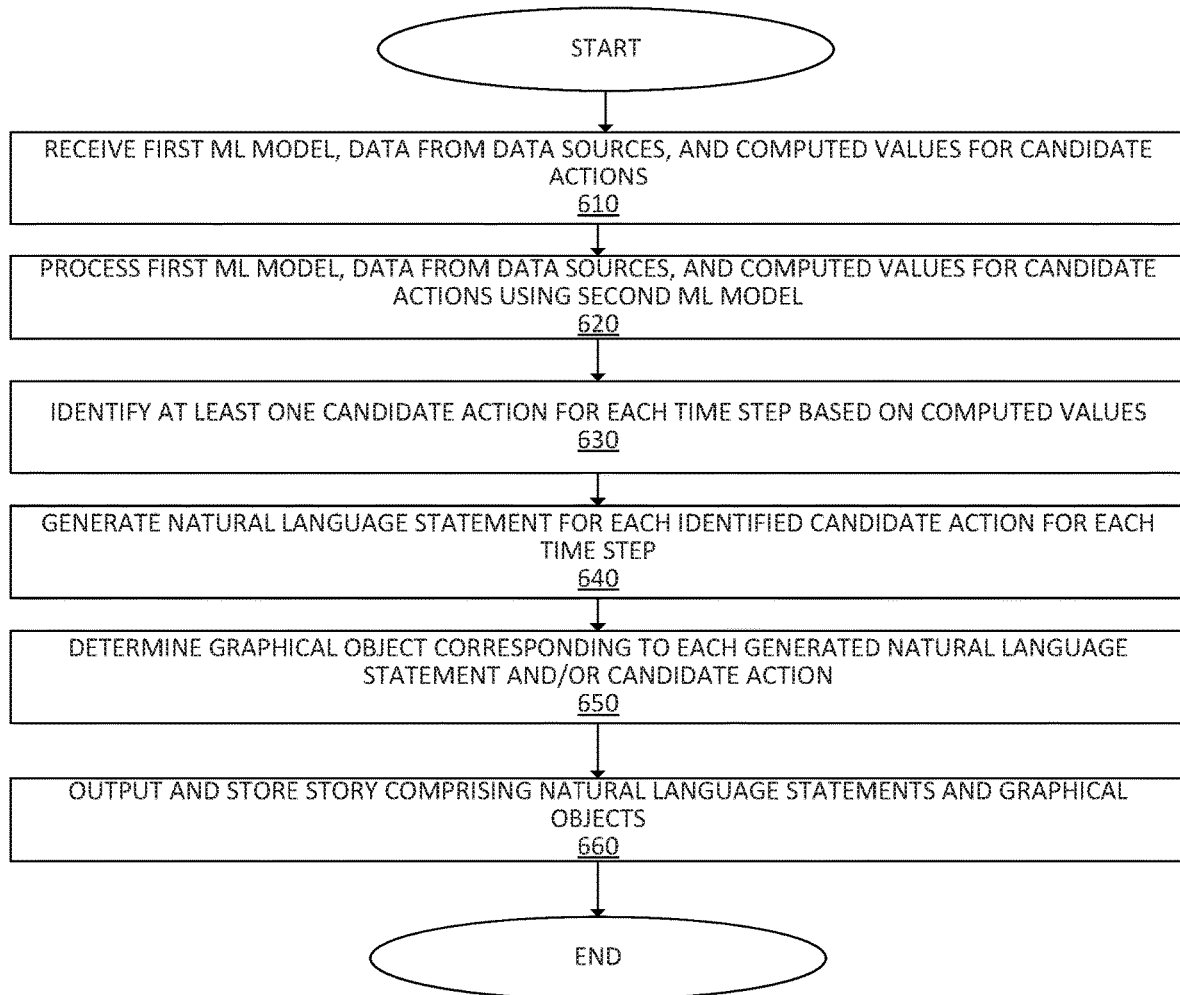 START
RECEIVE FIRST ML MODEL, DATA FROM DATA SOURCES, AND COMPUTED VALUES FOR CANDIDATE
ACTIONS
610
PROCESS FIRST ML MODEL, DATA FROM DATA SOURCES, AND COMPUTED VALUES FOR CANDIDATE
ACTIONS USING SECOND ML MODEL
620
IDENTIFY AT LEAST ONE CANDIDATE ACTION FOR EACH TIME STEP BASED ON COMPUTED VALUES
630
GENERATE NATURAL LANGUAGE STATEMENT FOR EACH IDENTIFIED CANDIDATE ACTION FOR EACH
TIME STEP
640
DETERMINE GRAPHICAL OBJECT CORRESPONDING TO EACH GENERATED NATURAL LANGUAGE
STATEMENT AND/OR CANDIDATE ACTION
650
OUTPUT AND STORE STORY COMPRISING NATURAL LANGUAGE STATEMENTS AND GRAPHICAL
OBJECTS
660
END